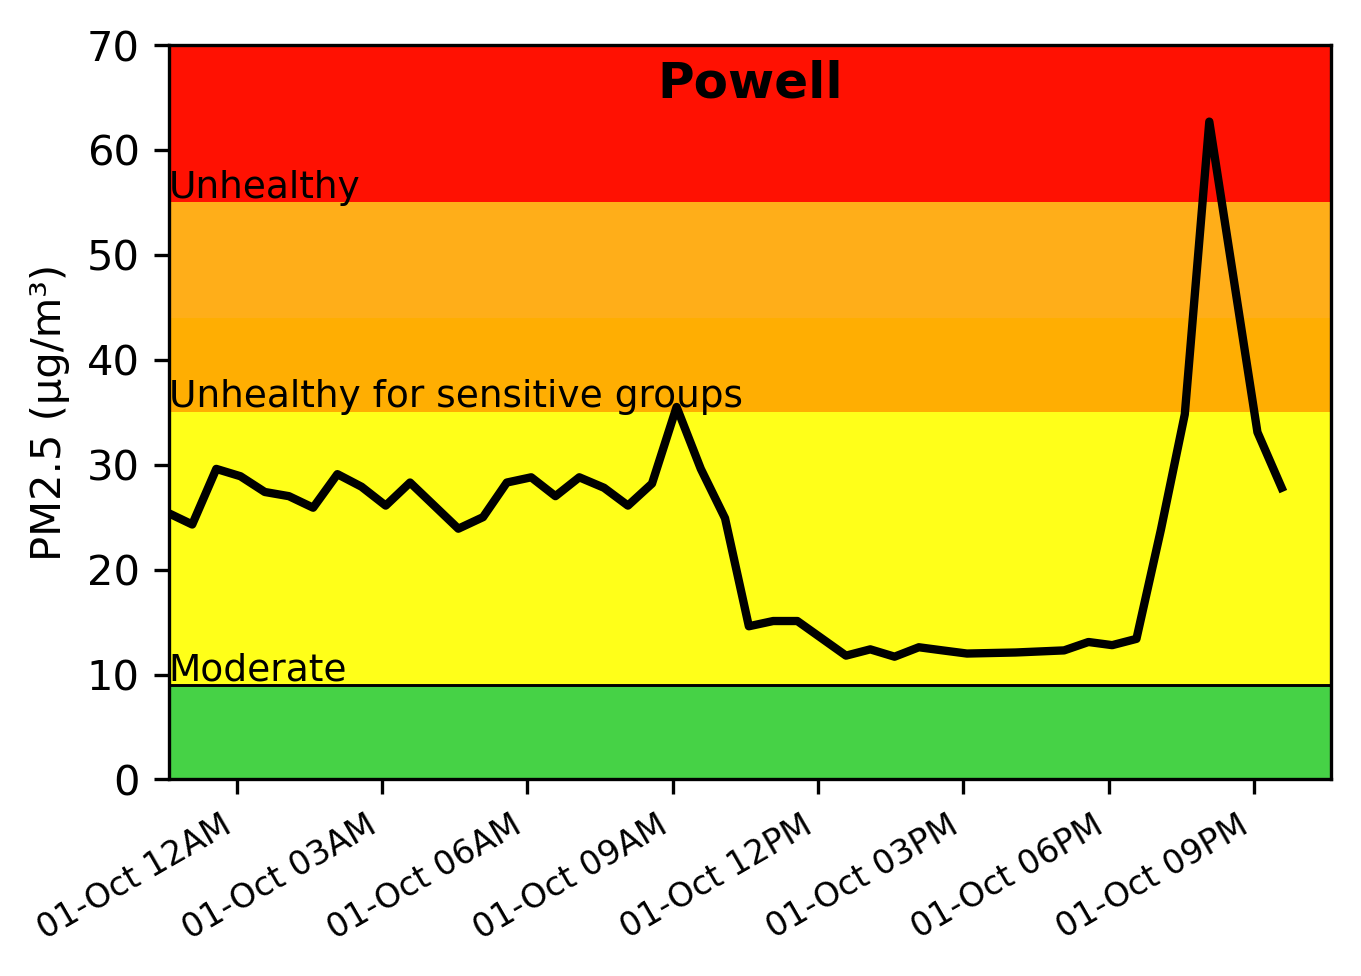 Powell
PM2.5 (µg/m³)
70
60
50
40
30
20
10
0
Unhealthy
Unhealthy for sensitive groups
Moderate
01-Oct 12AM
01-Oct 03AM
01-Oct 06AM
01-Oct 09AM
01-Oct 12PM
01-Oct 03PM
01-Oct 06PM
01-Oct 09PM